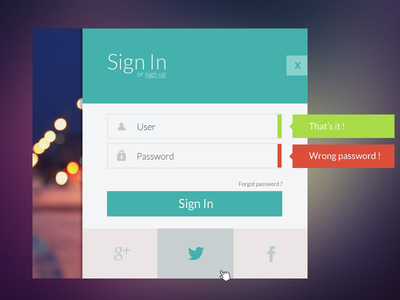 Sign In
or sign up
X
User
That's it !
Password
Wrong password !
Forgot password ?
Sign In
g+
f